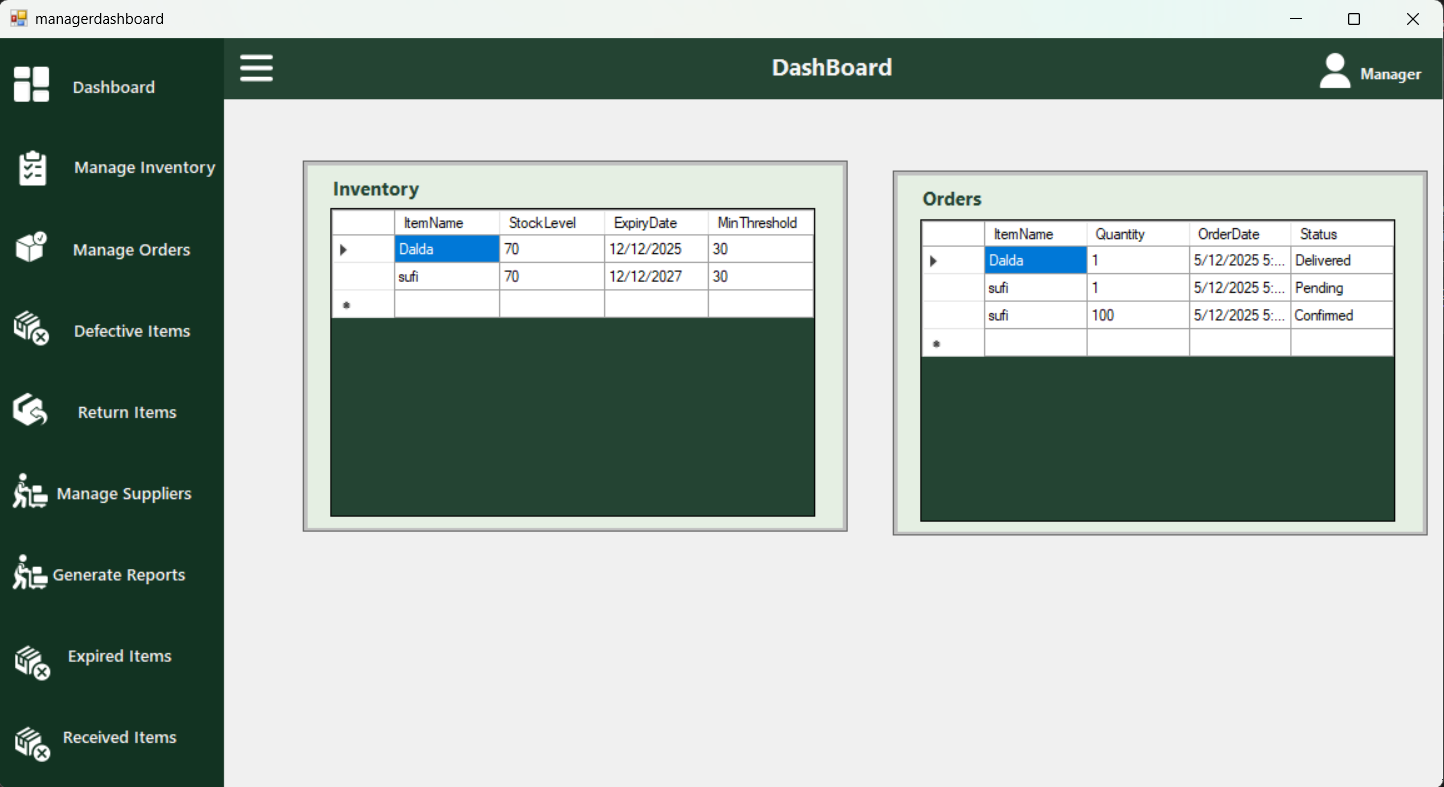 managerdashboard
DashBoard
Manager
Dashboard
Manage Inventory
Manage Orders
Defective Items
Return Items
Manage Suppliers
Generate Reports
Expired Items
Received Items
Inventory
ItemName StockLevel ExpiryDate MinThreshold
Dalda 70 12/12/2025 30
sufi 70 12/12/2027 30
Orders
ItemName Quantity OrderDate Status
Dalda 1 5/12/2025 5:... Delivered
sufi 1 5/12/2025 5:... Pending
sufi 100 5/12/2025 5:... Confirmed